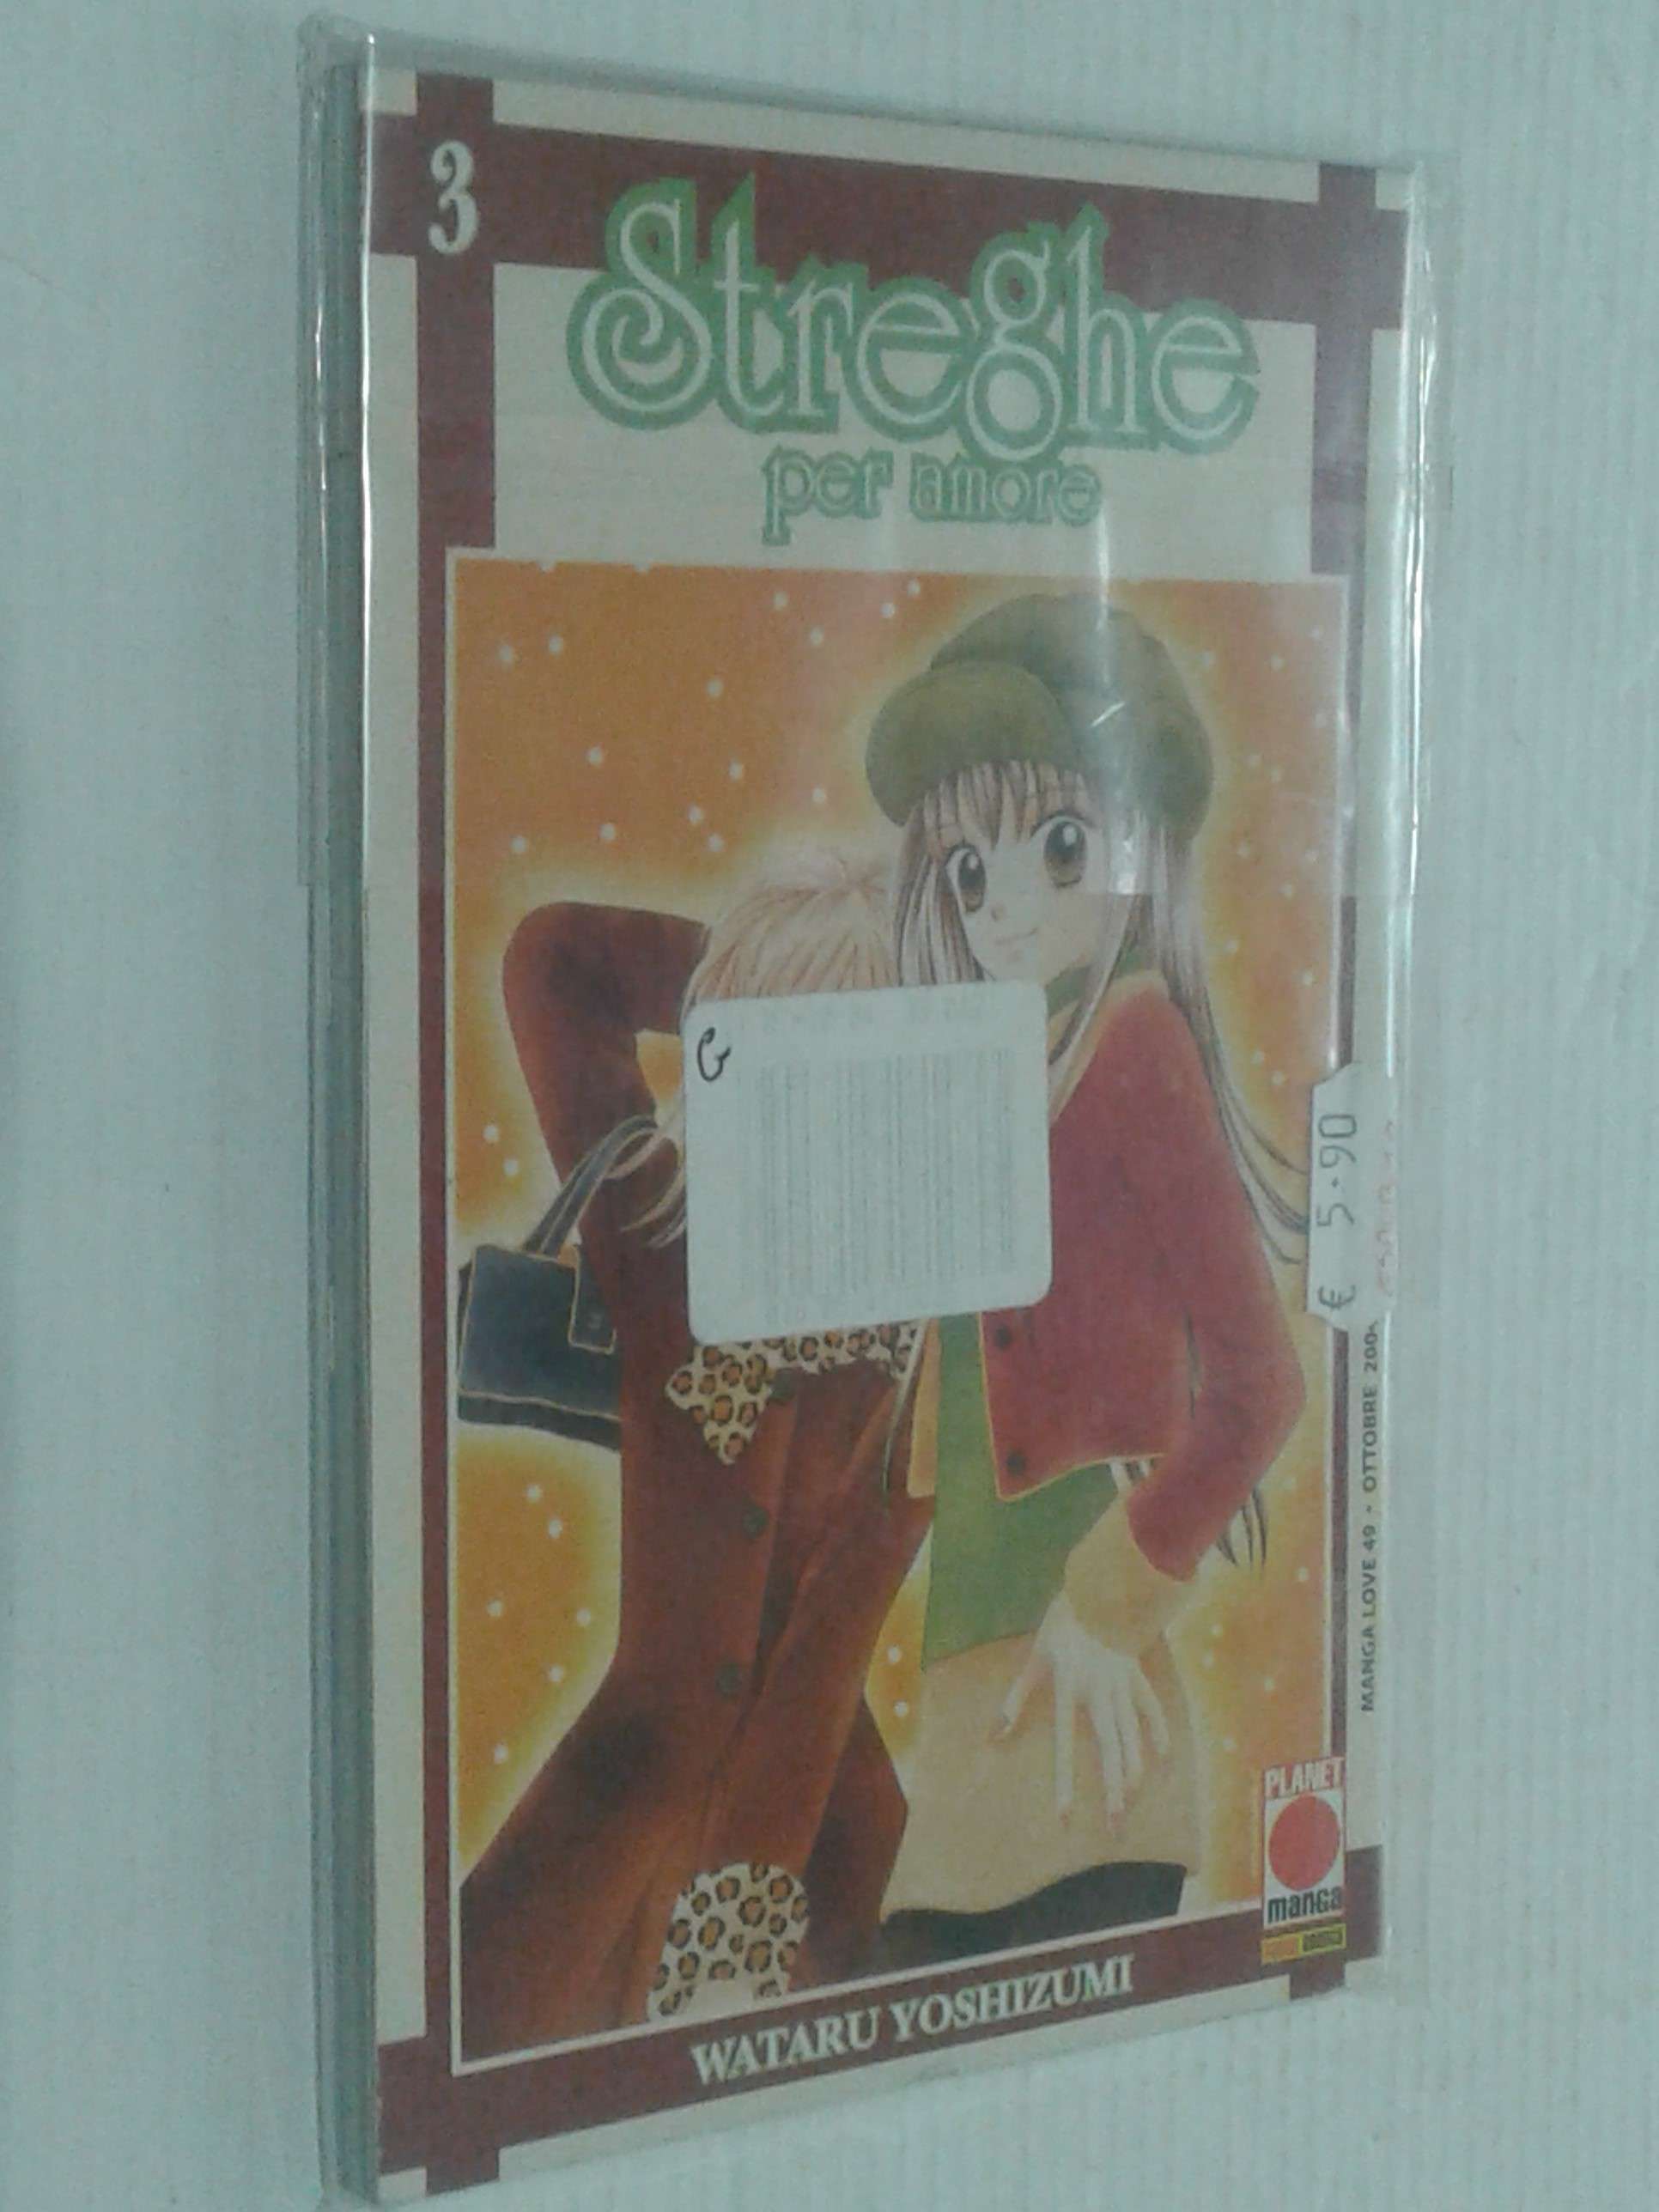 3
Streghe
per amore
€ 5.90
MANGA LOVE 49 • OTTOBRE
PLANET
manga
WATARU YOSHIZUMI